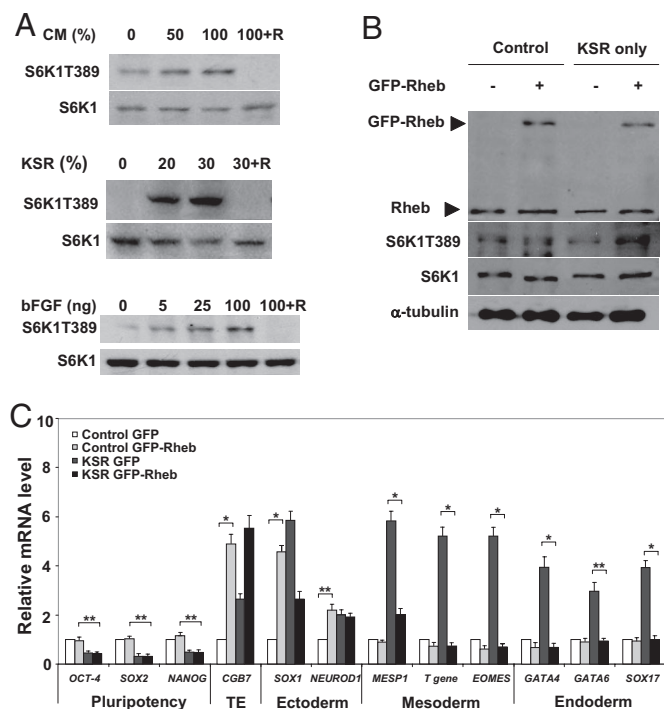 A
CM (%) 0 50 100 100+R
S6K1T389
S6K1
KSR (%) 0 20 30 30+R
S6K1T389
S6K1
bFGF (ng) 0 5 25 100 100+R
S6K1T389
S6K1
B
Control KSR only
GFP-Rheb - + - +
GFP-Rheb
Rheb
S6K1T389
S6K1
α-tubulin
C
Relative mRNA level
10
8
6
4
2
0
Control GFP
Control GFP-Rheb
KSR GFP
KSR GFP-Rheb
** ** ** * * ** * * * * ** *
OCT-4 SOX2 NANOG CGB7 SOX1 NEUROD1 MESP1 T gene EOMES GATA4 GATA6 SOX17
Pluripotency TE Ectoderm Mesoderm Endoderm